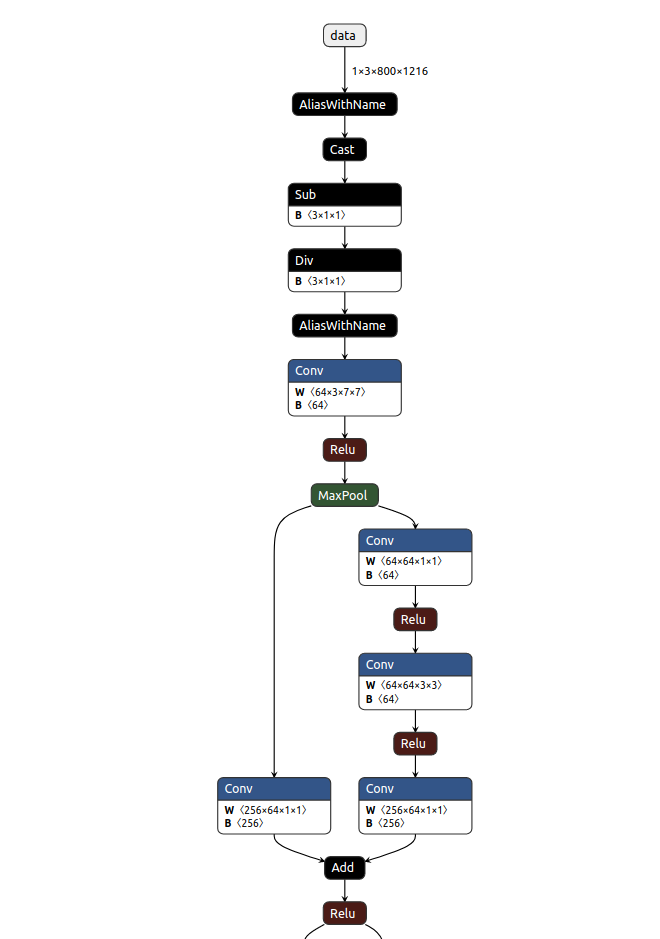 data
1×3×800×1216
AliasWithName
Cast
Sub
B 〈3×1×1〉
Div
B 〈3×1×1〉
AliasWithName
Conv
W 〈64×3×7×7〉
B 〈64〉
Relu
MaxPool
Conv
W 〈64×64×1×1〉
B 〈64〉
Relu
Conv
W 〈64×64×3×3〉
B 〈64〉
Relu
Conv
W 〈256×64×1×1〉
B 〈256〉
Conv
W 〈256×64×1×1〉
B 〈256〉
Add
Relu